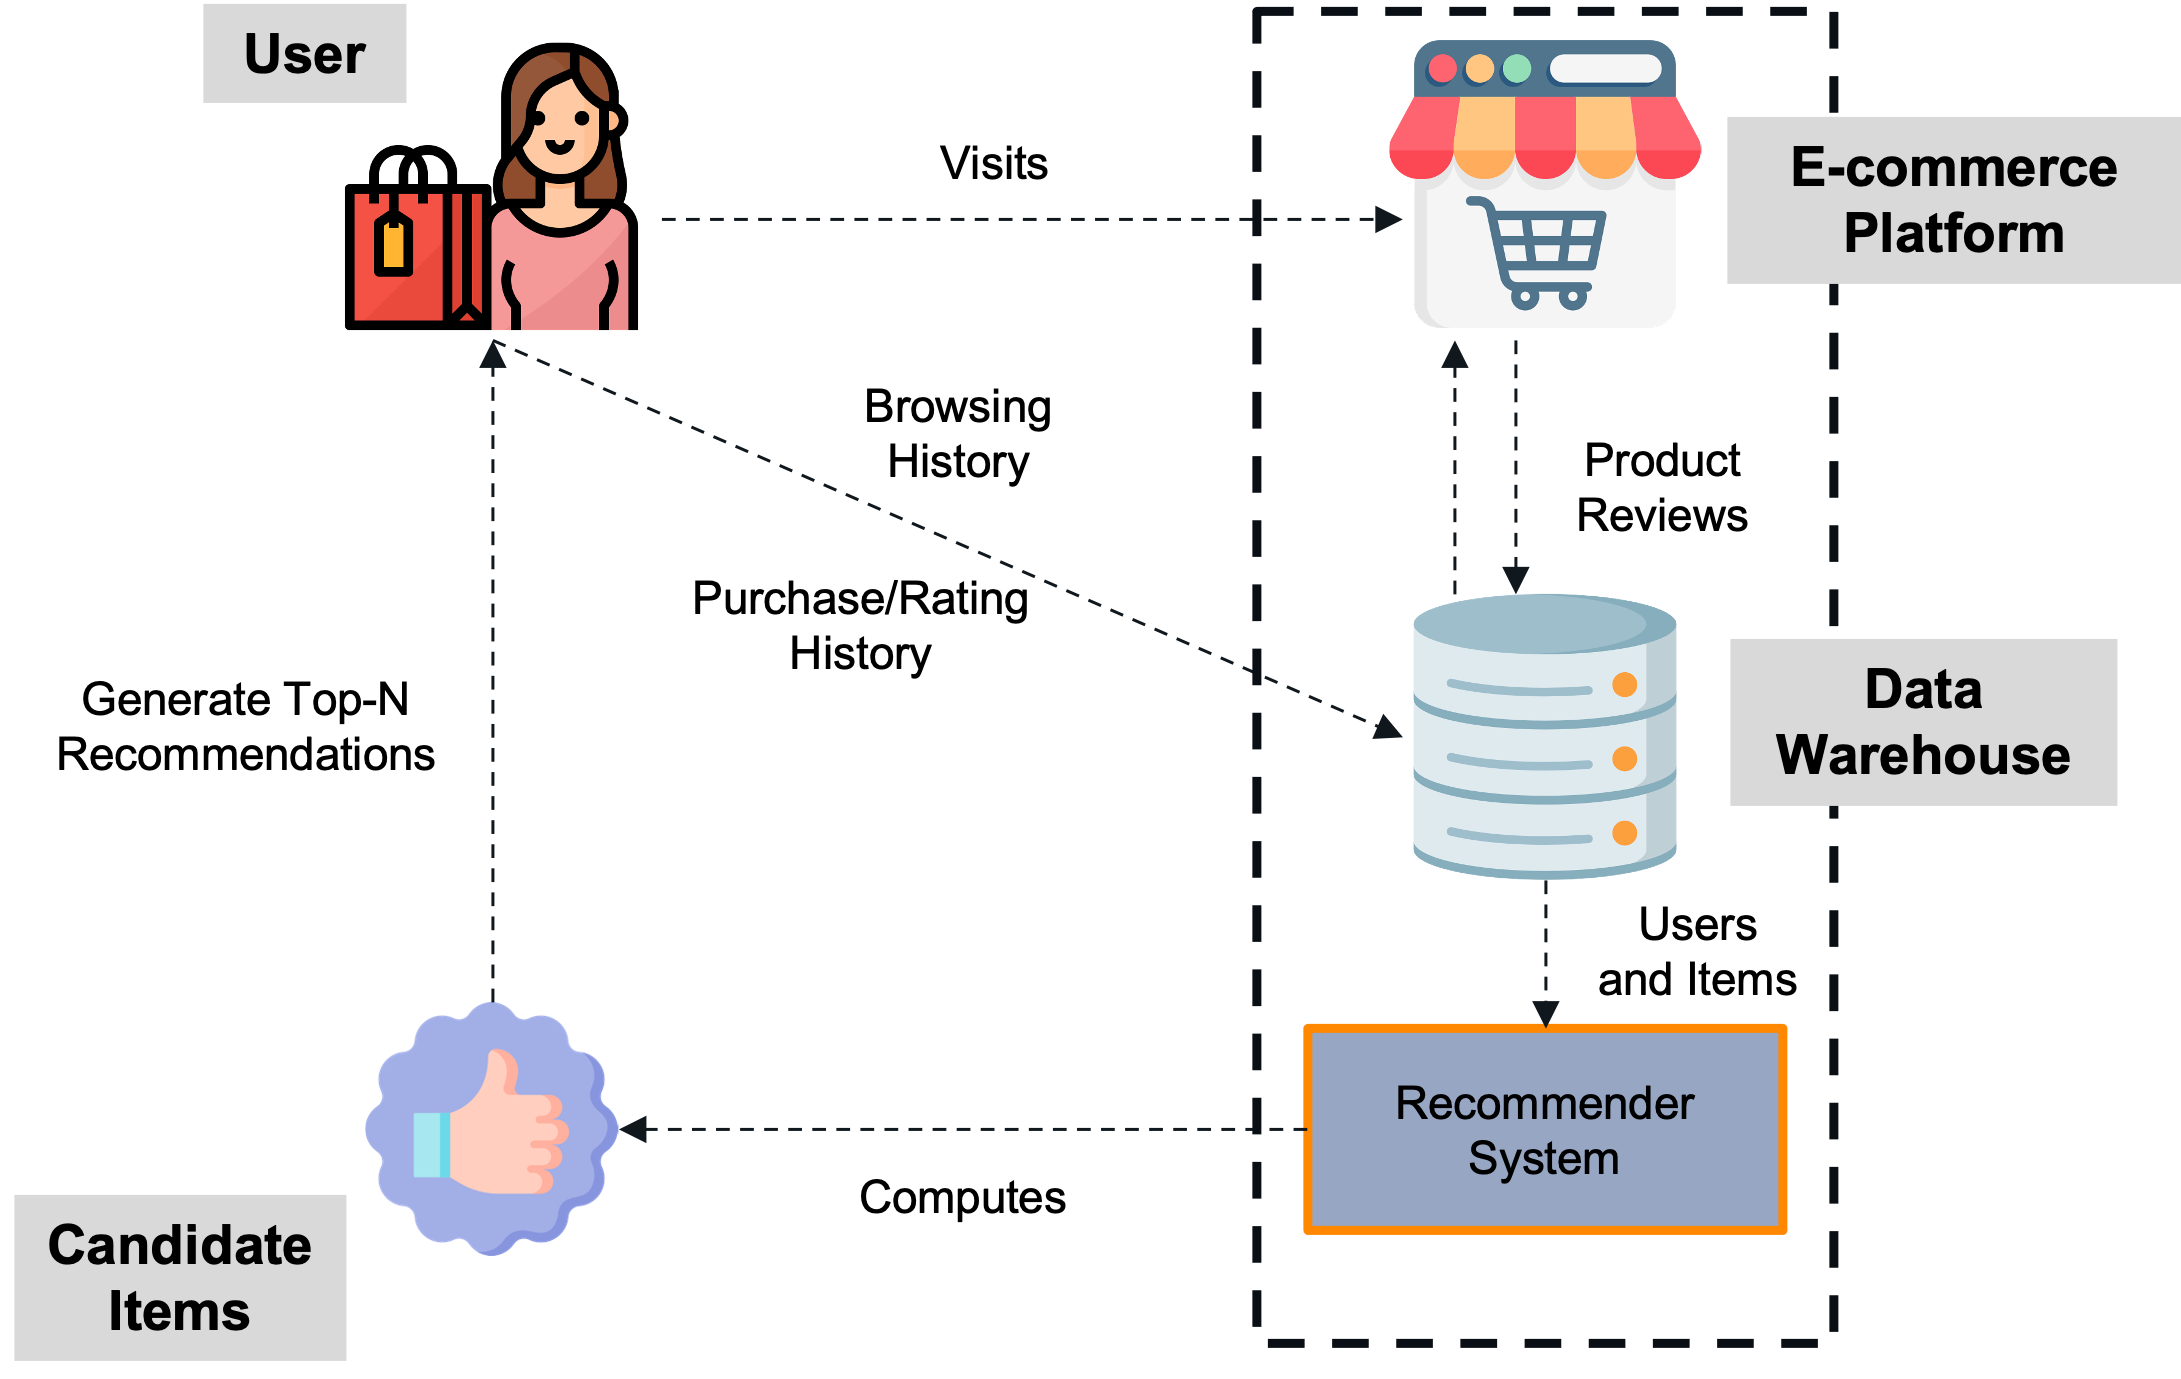 User
Visits
E-commerce
Platform
Browsing
History
Product
Reviews
Purchase/Rating
History
Generate Top-N
Recommendations
Data
Warehouse
Users
and Items
Recommender
System
Computes
Candidate
Items